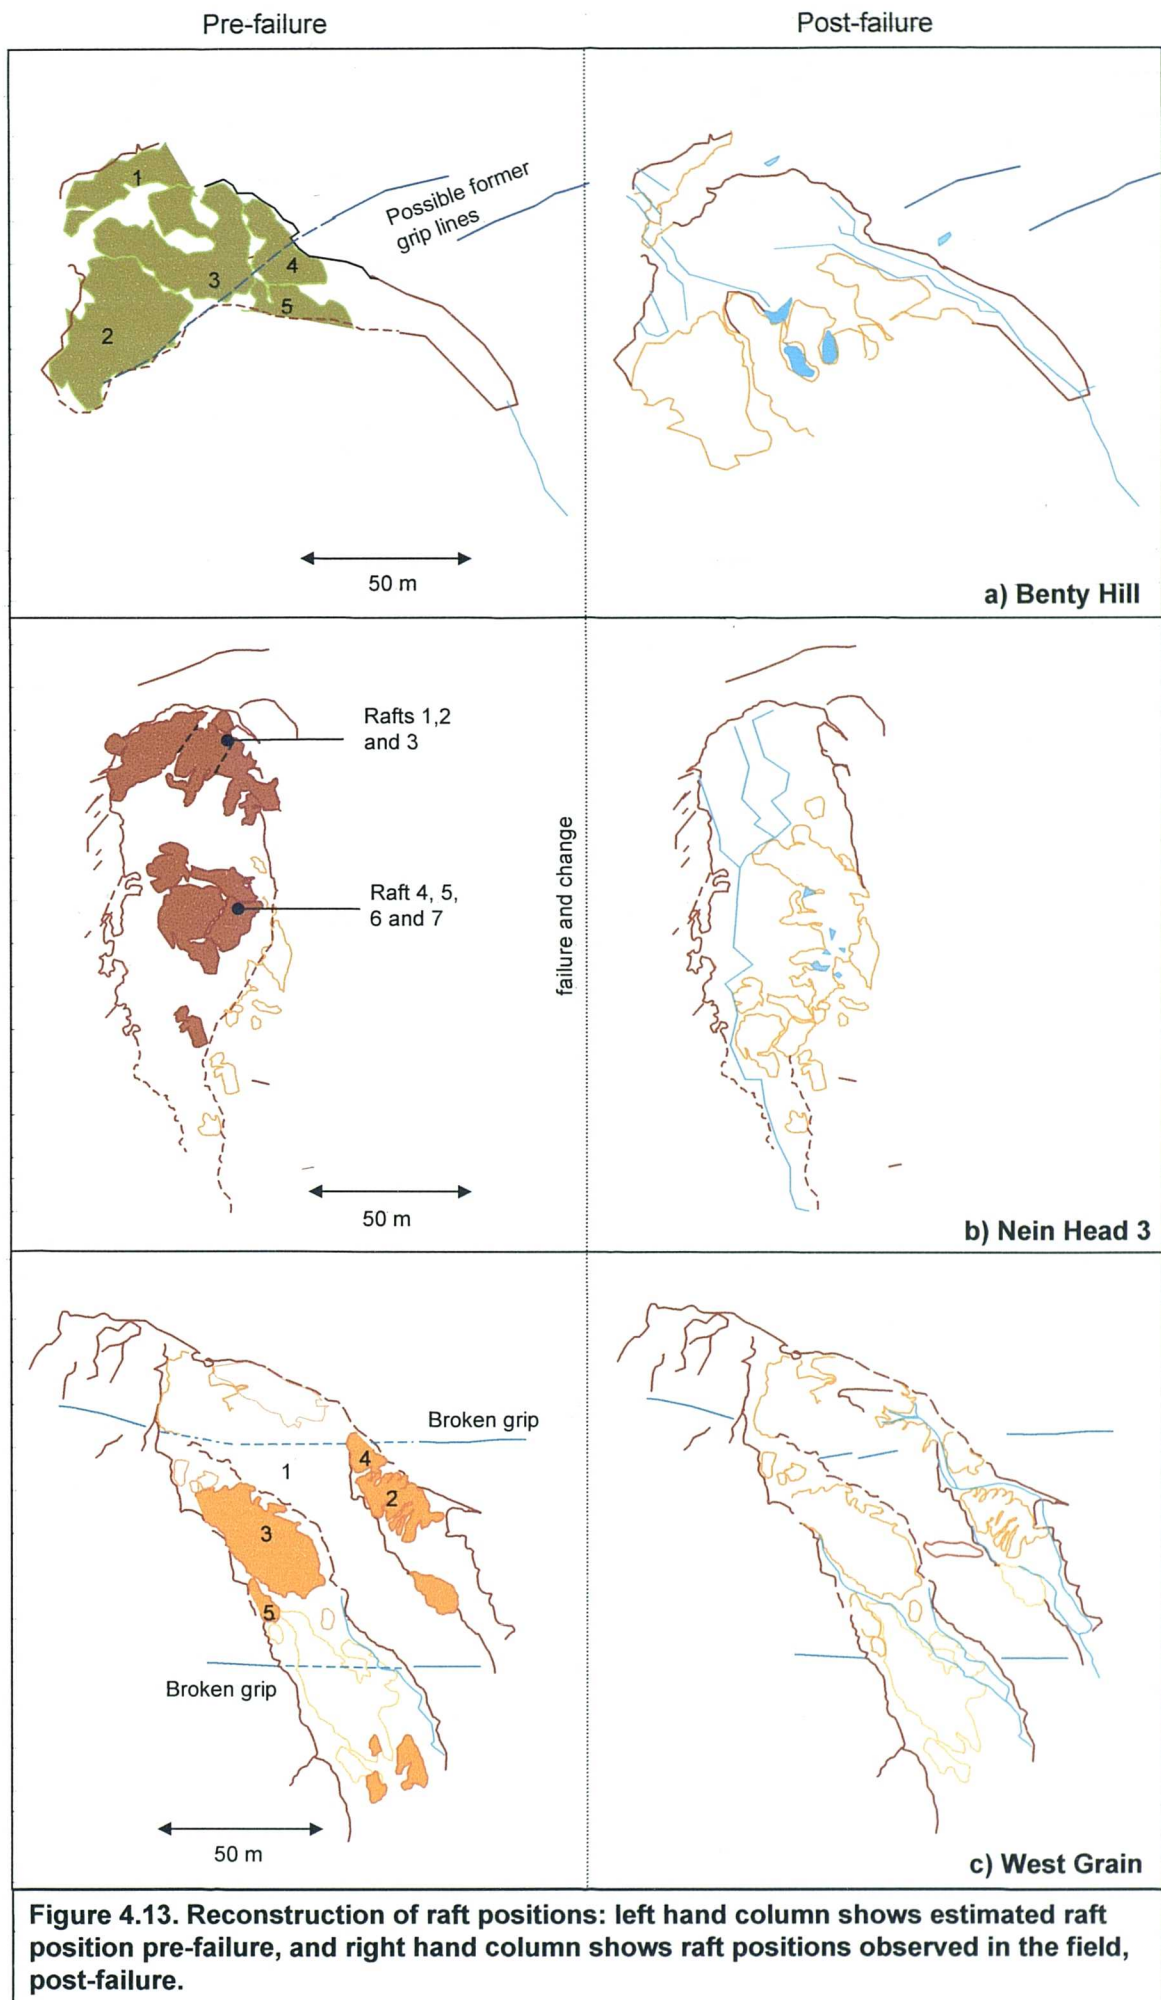 Pre-failure
Post-failure
1
2
3
4
5
Possible former
grip lines
50 m
a) Benty Hill
Rafts 1,2
and 3
Raft 4, 5,
6 and 7
failure and change
50 m
b) Nein Head 3
Broken grip
4
1
2
3
5
Broken grip
50 m
c) West Grain
Figure 4.13. Reconstruction of raft positions: left hand column shows estimated raft
position pre-failure, and right hand column shows raft positions observed in the field,
post-failure.